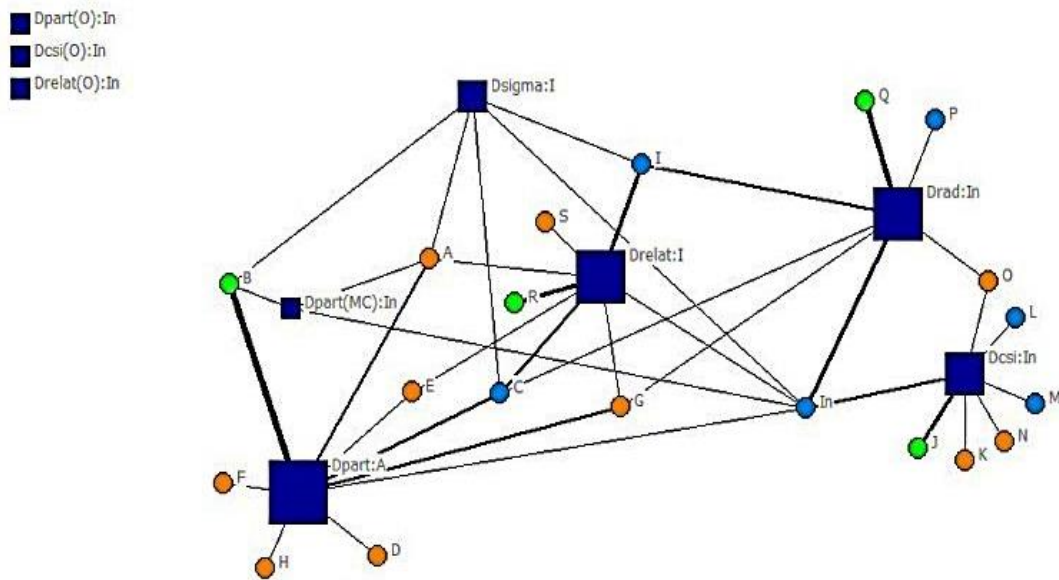 Dpart(O):In
Dcsi(O):In
Drelat(O):In
Dsigma:I
Q
P
I
Drad:In
S
A
Drelat:I
B
O
R
Dpart(MC):In
L
Dcsi:In
E
C
G
In
M
J
N
K
Dpart:A
F
D
H